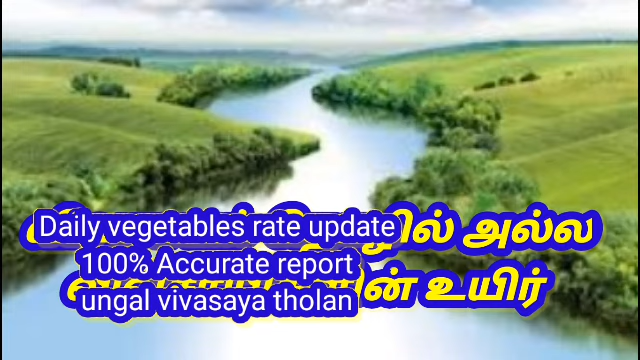 Daily vegetables rate update
அல்ல
100% Accurate report
உயிர்
ungal vivasaya tholan